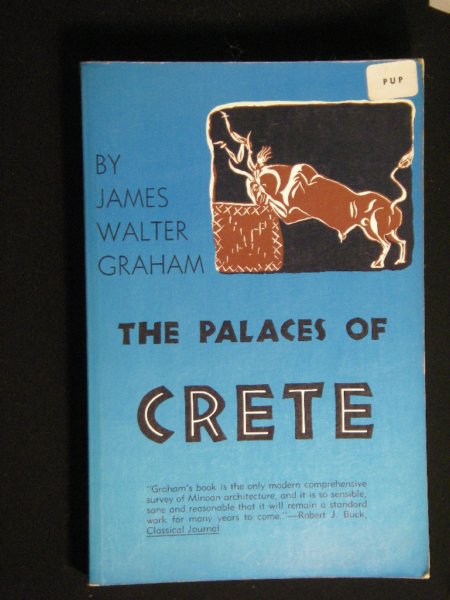 PUP
BY
JAMES
WALTER
GRAHAM
THE PALACES OF
CRETE
"Graham's book is the only modern comprehensive
survey of Minoan architecture, and it is so sensible,
sane and reasonable that it will remain a standard
work for many years to come."—Robert J. Buck,
Classical Journal